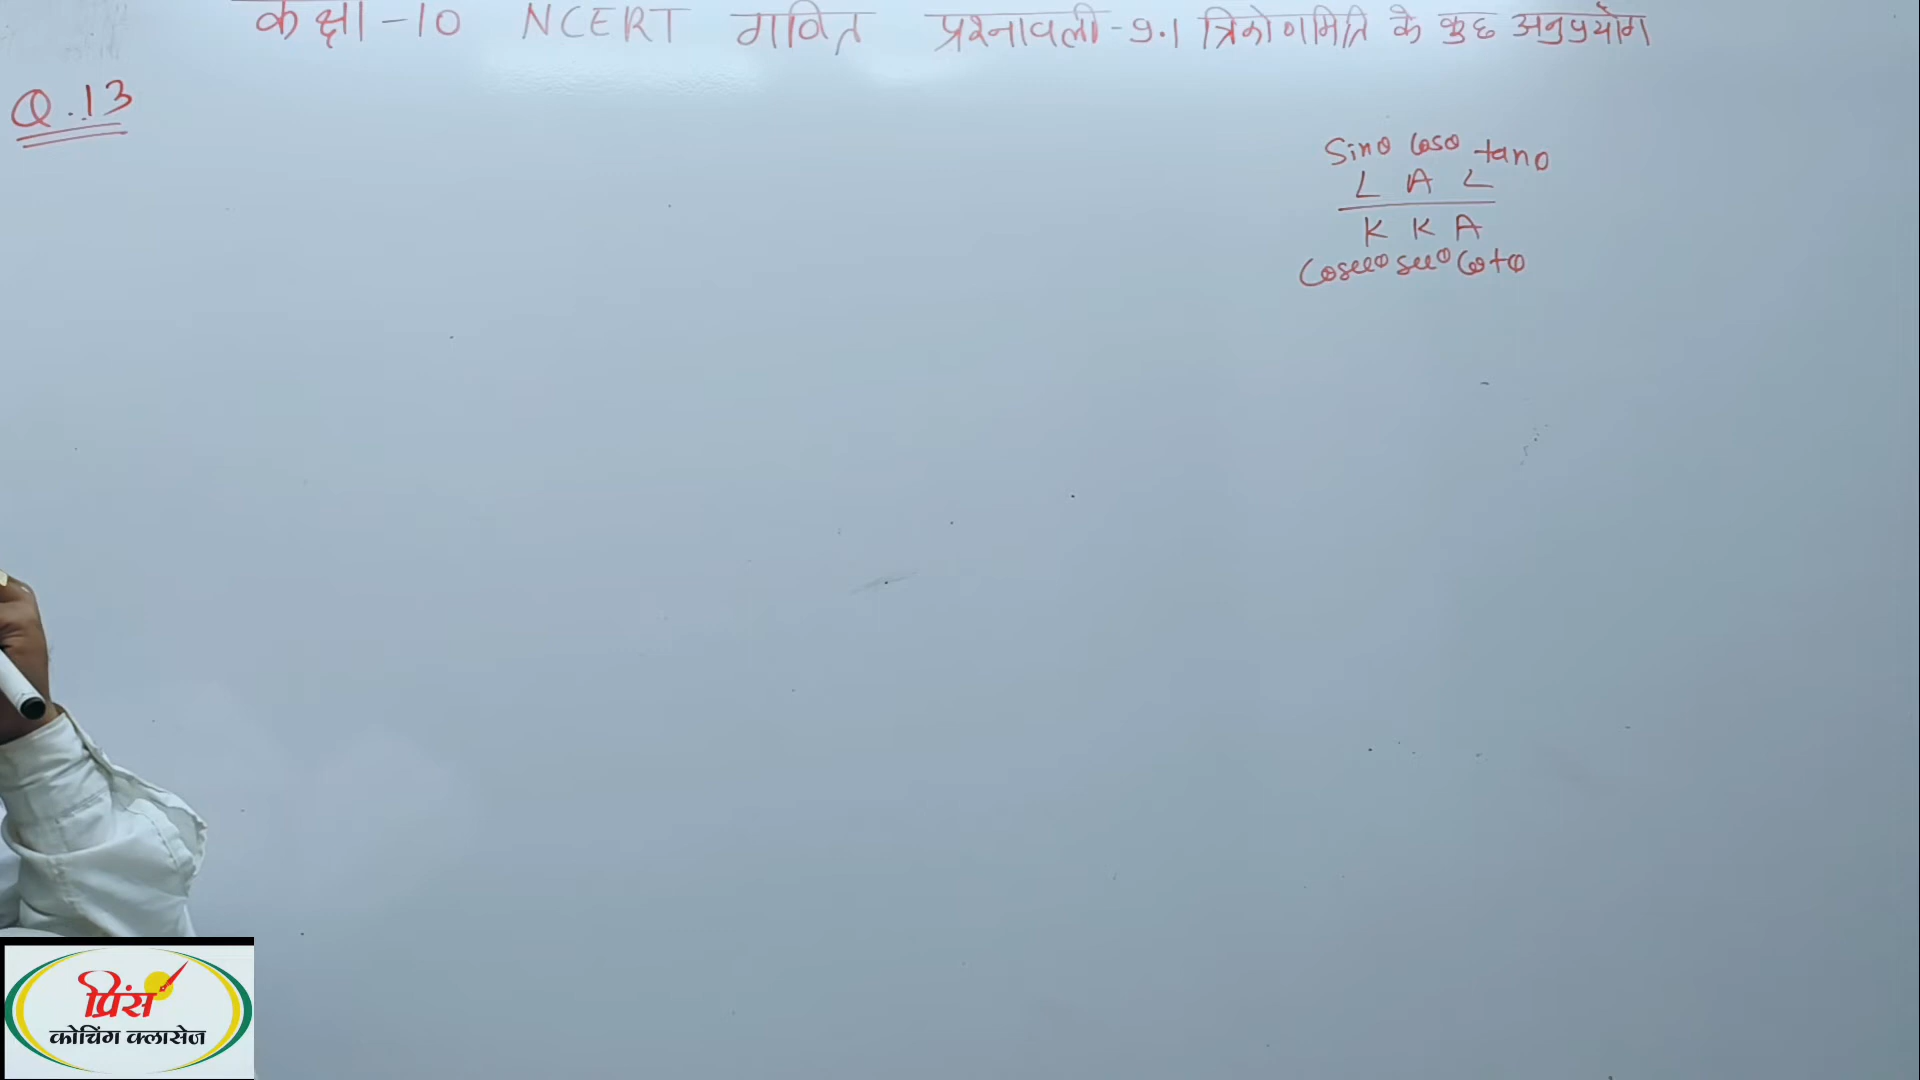 कक्षा-10 NCERT गणित प्रश्नावली-9.1 त्रिकोणमिति के कुछ अनुप्रयोग
Q.13
Sinθ Cosθ tanθ
L A L
K K A
Cosecθ secθ Cotθ
प्रिंस
कोचिंग क्लासेज